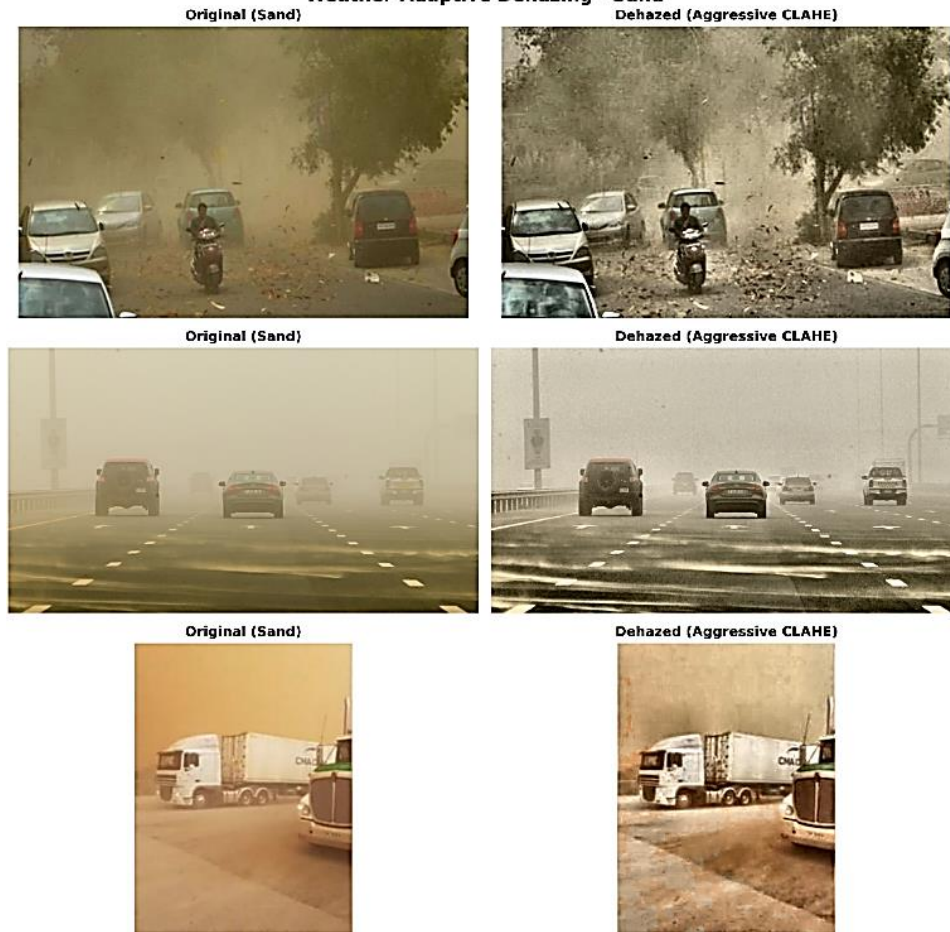 Weather-Adaptive Dehazing - Sand
Original (Sand)
Dehazed (Aggressive CLAHE)
Original (Sand)
Dehazed (Aggressive CLAHE)
Original (Sand)
Dehazed (Aggressive CLAHE)